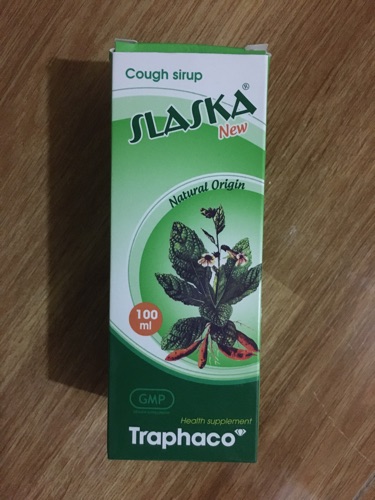 Cough sirup
SLASKA®
New
Natural Origin
100
ml
GMP
Health supplement
Traphaco